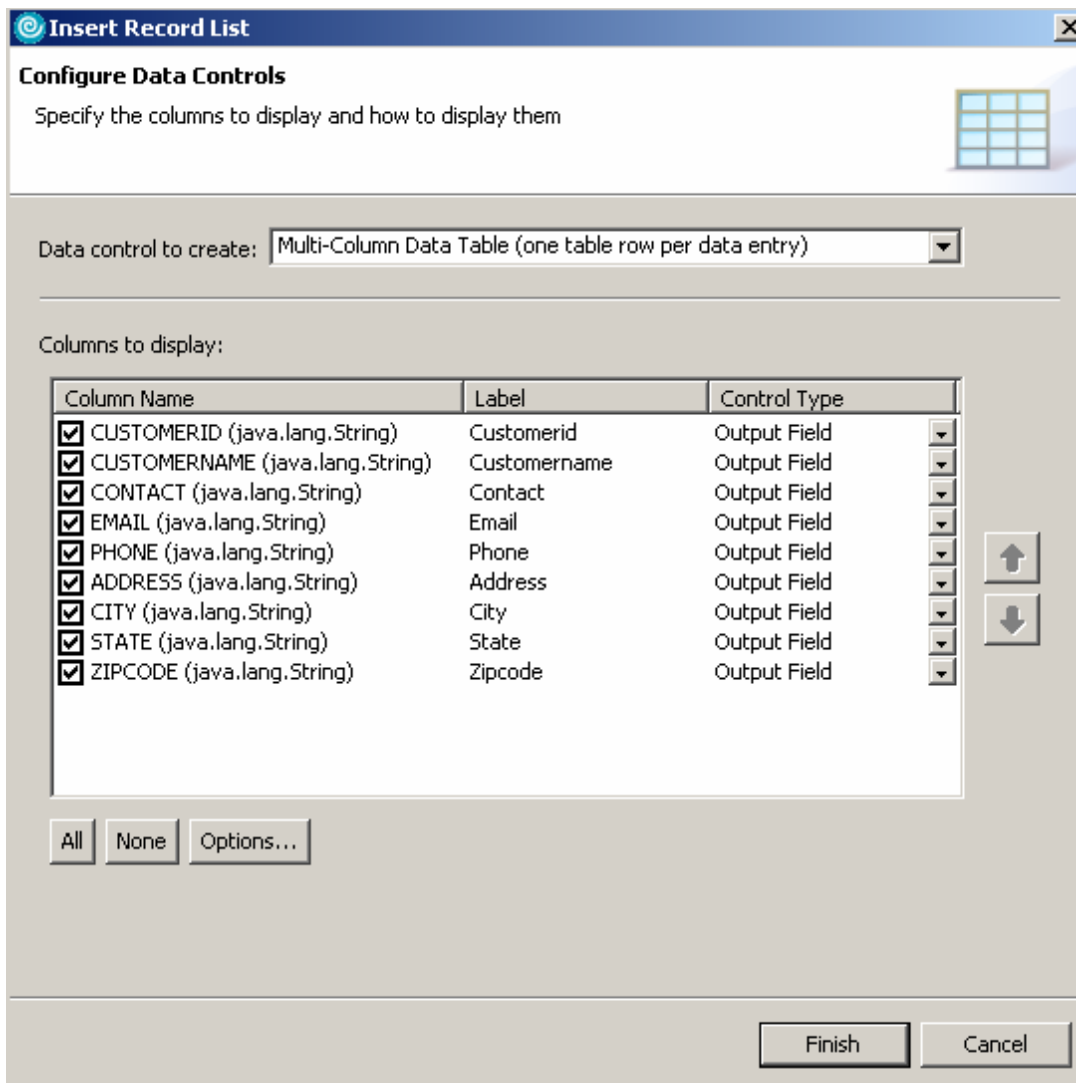 Insert Record List
Configure Data Controls
Specify the columns to display and how to display them
Data control to create: Multi-Column Data Table (one table row per data entry)
Columns to display:
Column Name Label Control Type
CUSTOMERID (java.lang.String) Customerid Output Field
CUSTOMERNAME (java.lang.String) Customername Output Field
CONTACT (java.lang.String) Contact Output Field
EMAIL (java.lang.String) Email Output Field
PHONE (java.lang.String) Phone Output Field
ADDRESS (java.lang.String) Address Output Field
CITY (java.lang.String) City Output Field
STATE (java.lang.String) State Output Field
ZIPCODE (java.lang.String) Zipcode Output Field
All None Options...
Finish Cancel